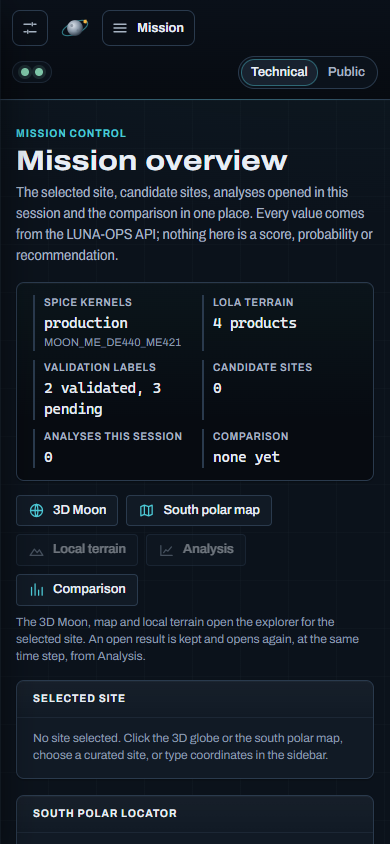 Mission
Technical
Public
MISSION CONTROL
Mission overview
The selected site, candidate sites, analyses opened in this
session and the comparison in one place. Every value comes
from the LUNA-OPS API; nothing here is a score, probability or
recommendation.
SPICE KERNELS
production
MOON_ME_DE440_ME421
LOLA TERRAIN
4 products
VALIDATION LABELS
2 validated, 3
pending
CANDIDATE SITES
0
ANALYSES THIS SESSION
0
COMPARISON
none yet
3D Moon
South polar map
Local terrain
Analysis
Comparison
The 3D Moon, map and local terrain open the explorer for the
selected site. An open result is kept and opens again, at the same
time step, from Analysis.
SELECTED SITE
No site selected. Click the 3D globe or the south polar map,
choose a curated site, or type coordinates in the sidebar.
SOUTH POLAR LOCATOR